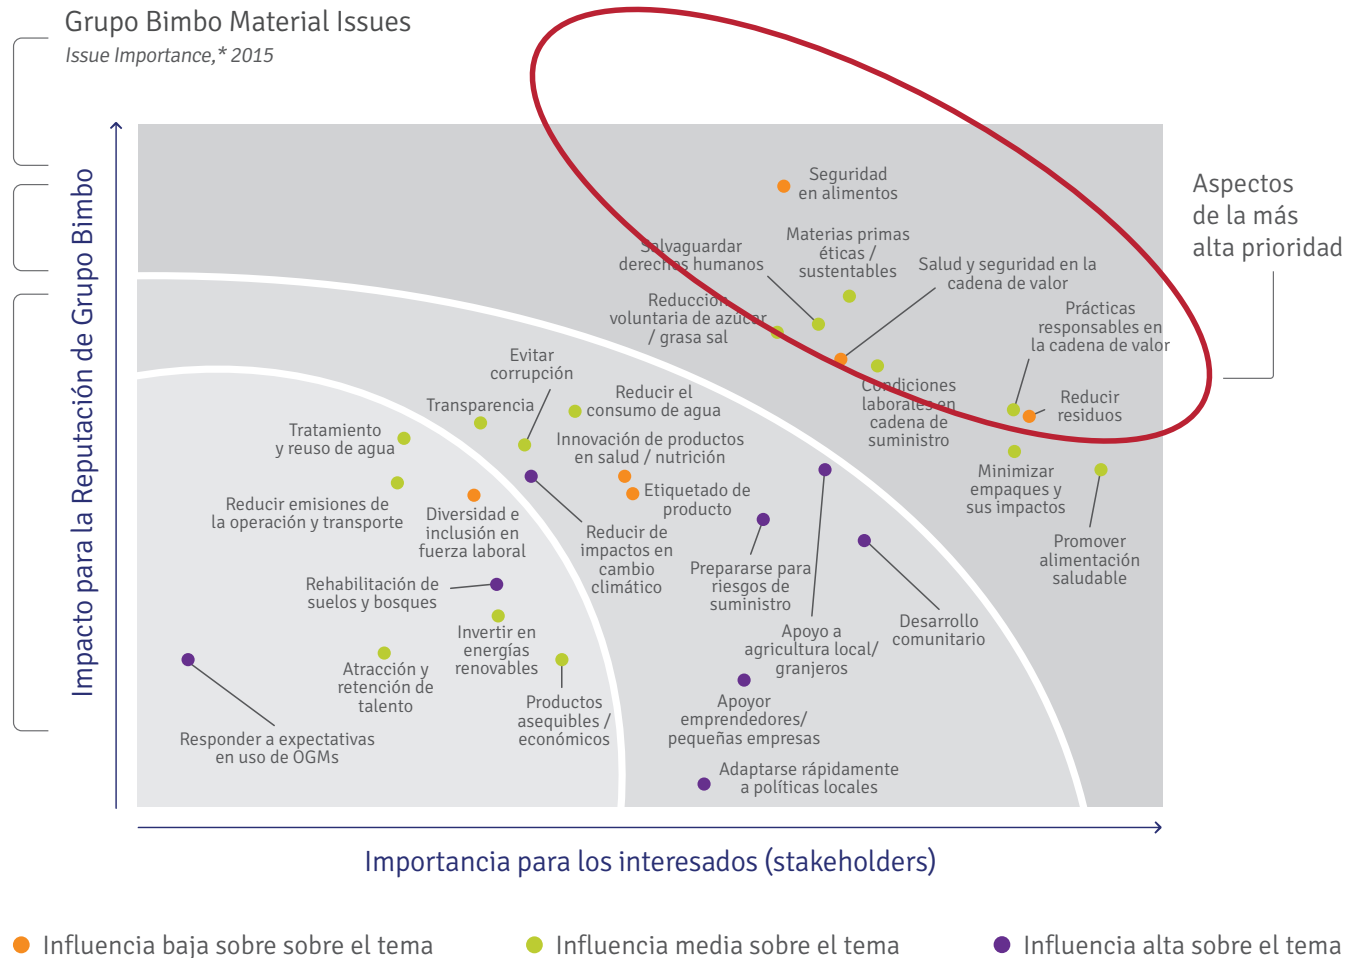 Grupo Bimbo Material Issues
Issue Importance,* 2015
Impacto para la Reputación de Grupo Bimbo
Seguridad
en alimentos
Materias primas
éticas /
sustentables
Salvaguardar
derechos humanos
Salud y seguridad en la
cadena de valor
Reducción
voluntaria de azúcar
/ grasa sal
Prácticas
responsables en
la cadena de valor
Aspectos
de la más
alta prioridad
Evitar
corrupción
Condiciones
laborales en
cadena de
suministro
Reducir
residuos
Transparencia
Reducir el
consumo de agua
Tratamiento
y reuso de agua
Innovación de productos
en salud / nutrición
Minimizar
empaques y
sus impactos
Reducir emisiones de
la operación y transporte
Etiquetado de
producto
Diversidad e
inclusión en
fuerza laboral
Reducir de
impactos en
cambio
climático
Promover
alimentación
saludable
Prepararse para
riesgos de
suministro
Rehabilitación de
suelos y bosques
Desarrollo
comunitario
Invertir en
energías
renovables
Apoyo a
agricultura local/
granjeros
Atracción y
retención de
talento
Productos
asequibles /
económicos
Apoyor
emprendedores/
pequeñas empresas
Responder a expectativas
en uso de OGMs
Adaptarse rápidamente
a políticas locales
Importancia para los interesados (stakeholders)
Influencia baja sobre sobre el tema
Influencia media sobre el tema
Influencia alta sobre el tema